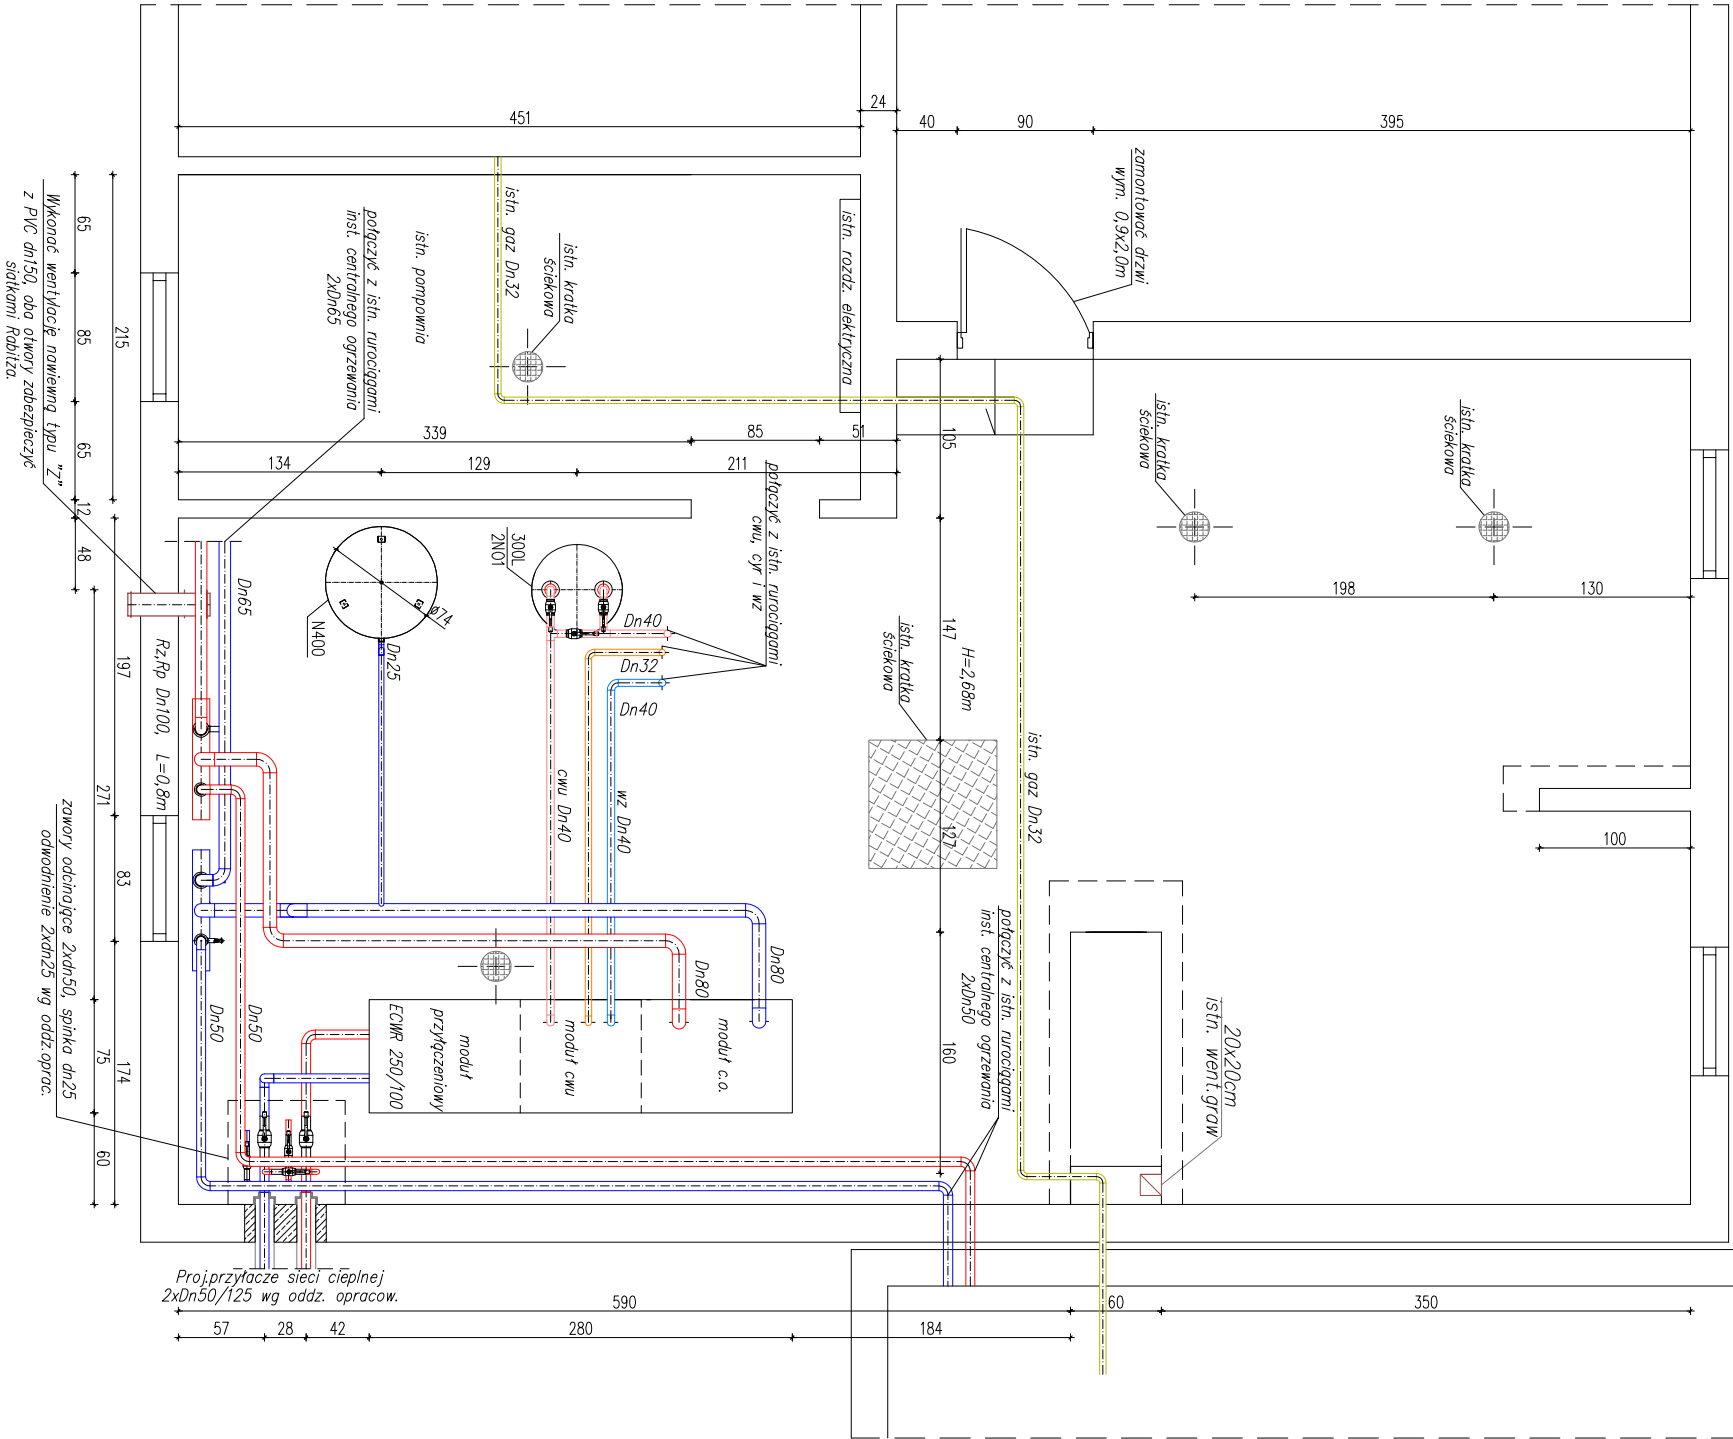 451
24
40
90
395
zamontować drzwi
wym. 0,9x2,0m
65
85
65
12
48
215
Wykonać wentylację nawiewną typu "Z"
z PVC dn150, oba otwory zabezpieczyć
siatkami Rabitza.
istn. gaz Dn32
istn. kratka
ściekowa
istn. pompownia
połączyć z istn. rurociągami
inst. centralnego ogrzewania
2xDn65
istn. rozdz. elektryczna
339
85
51
134
129
211
105
istn. kratka
ściekowa
istn. kratka
ściekowa
198
130
połączyć z istn. rurociągami
cwu, cyr i wz
300L
2N01
Ø74
N400
Dn25
Dn65
Dn40
Dn32
Dn40
147
H=2,68m
istn. kratka
ściekowa
127
istn. gaz Dn32
100
197
Rz,Rp Dn100, L=0,8m
271
83
cwu Dn40
wz Dn40
zawory odcinające 2xdn50, spinka dn25
odwodnienie 2xdn25 wg oddz.oprac.
Dn80
Dn80
Dn50
Dn50
ECWR 250/100
moduł
przyłączeniowy
moduł cwu
moduł c.o.
160
połączyć z istn. rurociągami
inst. centralnego ogrzewania
2xDn50
20x20cm
istn. went.graw
75
174
60
Proj.przyłacze sieci cieplnej
2xDn50/125 wg oddz. opracow.
590
60
350
57
28
42
280
184